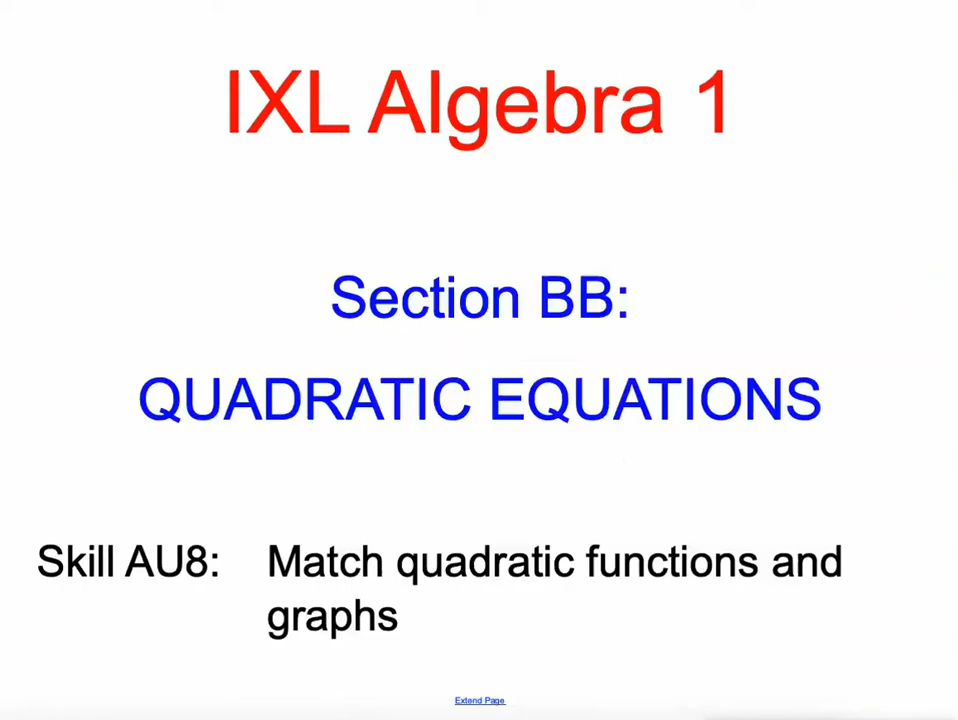 IXL Algebra 1
Section BB:
QUADRATIC EQUATIONS
Skill AU8: Match quadratic functions and
graphs
Extend Page